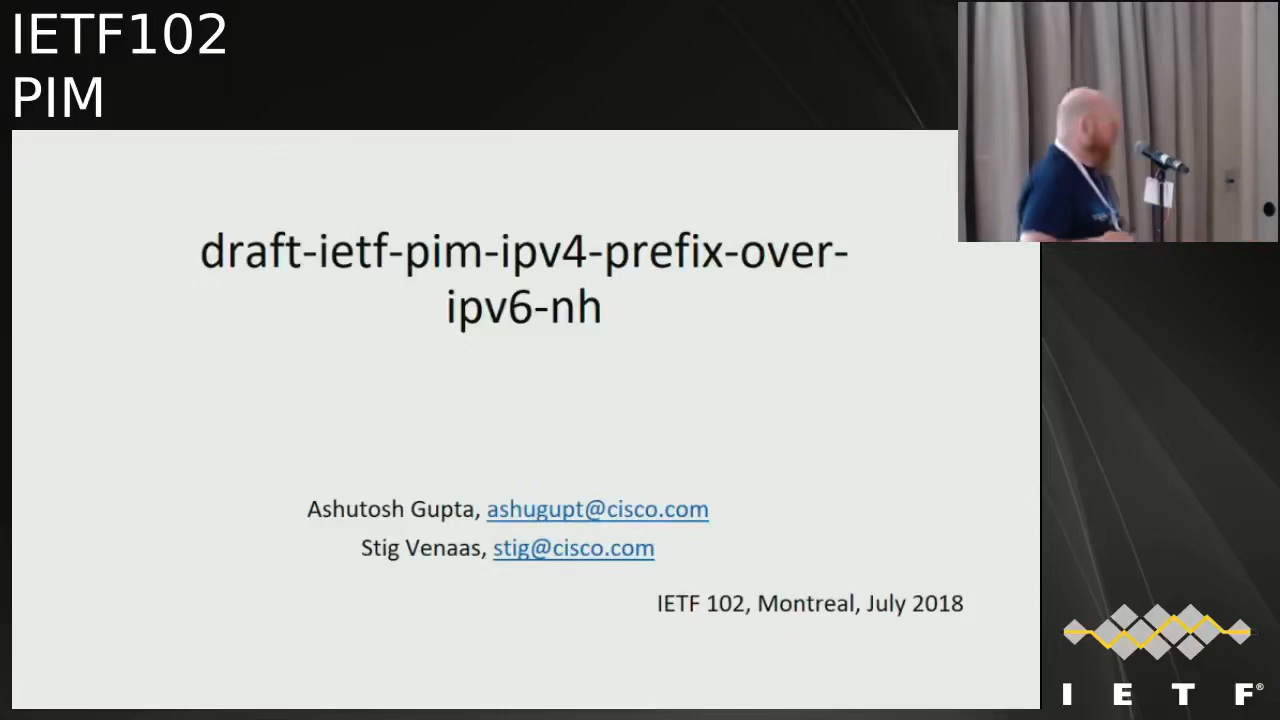 IETF102
PIM
draft-ietf-pim-ipv4-prefix-over-
ipv6-nh
Ashutosh Gupta, ashugupt@cisco.com
Stig Venaas, stig@cisco.com
IETF 102, Montreal, July 2018
I E T F®